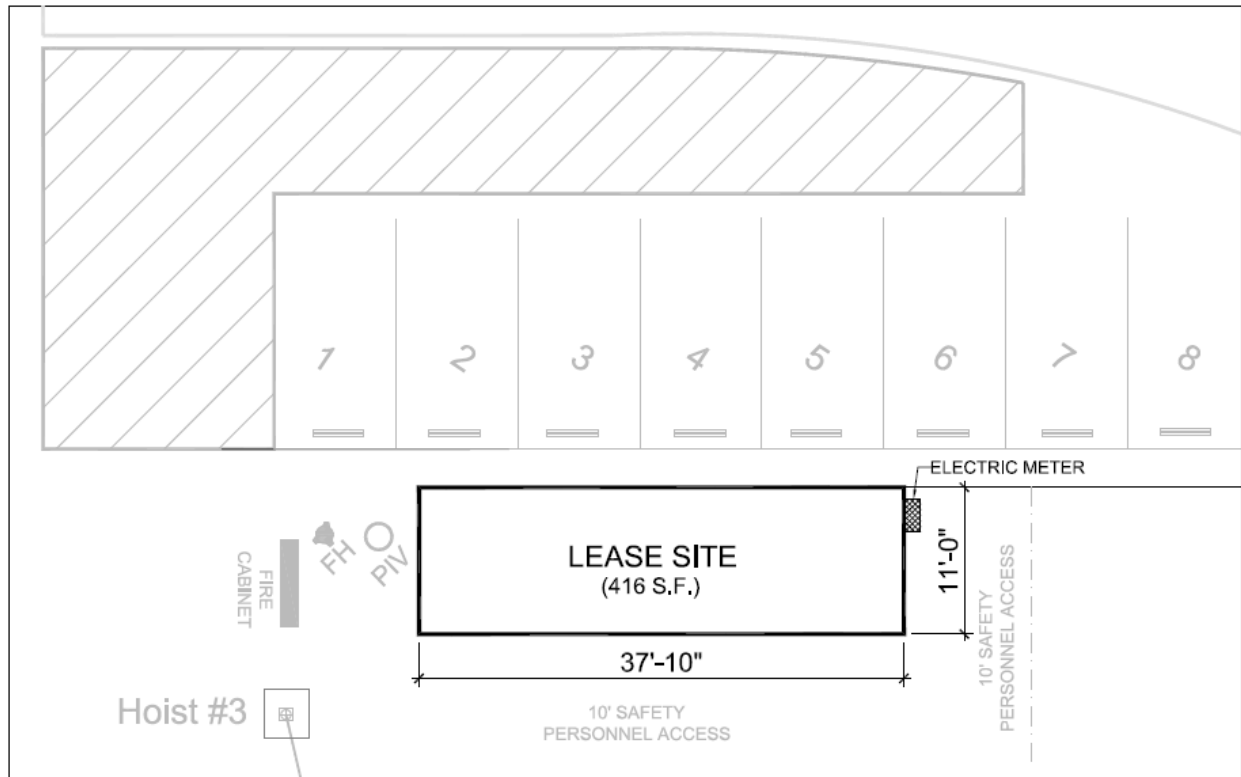 1
2
3
4
5
6
7
8
ELECTRIC METER
LEASE SITE
(416 S.F.)
11'-0"
10' SAFETY
PERSONNEL ACCESS
FH
PIV
FIRE
CABINET
37'-10"
Hoist #3
10' SAFETY
PERSONNEL ACCESS